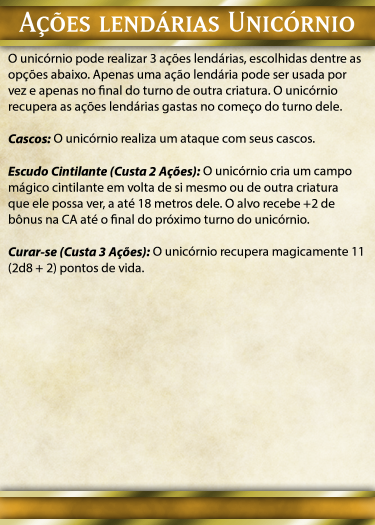 Ações lendárias Unicórnio
O unicórnio pode realizar 3 ações lendárias, escolhidas dentre as
opções abaixo. Apenas uma ação lendária pode ser usada por
vez e apenas no final do turno de outra criatura. O unicórnio
recupera as ações lendárias gastas no começo do turno dele.
Cascos: O unicórnio realiza um ataque com seus cascos.
Escudo Cintilante (Custa 2 Ações): O unicórnio cria um campo
mágico cintilante em volta de si mesmo ou de outra criatura
que ele possa ver, a até 18 metros dele. O alvo recebe +2 de
bônus na CA até o final do próximo turno do unicórnio.
Curar-se (Custa 3 Ações): O unicórnio recupera magicamente 11
(2d8 + 2) pontos de vida.